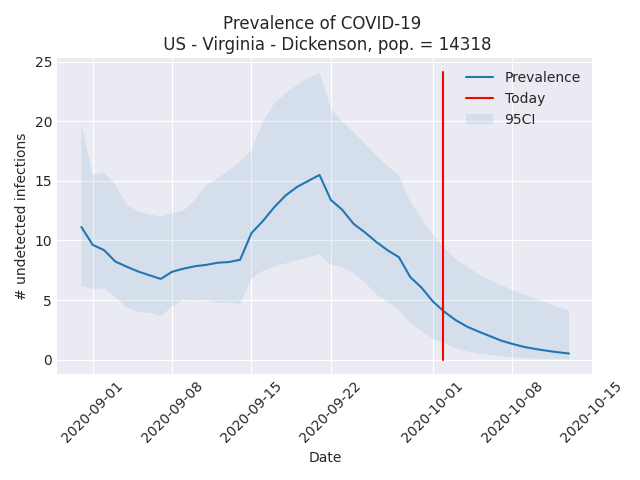 Prevalence of COVID-19
US - Virginia - Dickenson, pop. = 14318
# undetected infections
25
20
15
10
5
0
Prevalence
Today
95CI
2020-09-01
2020-09-08
2020-09-15
2020-09-22
2020-10-01
2020-10-08
2020-10-15
Date